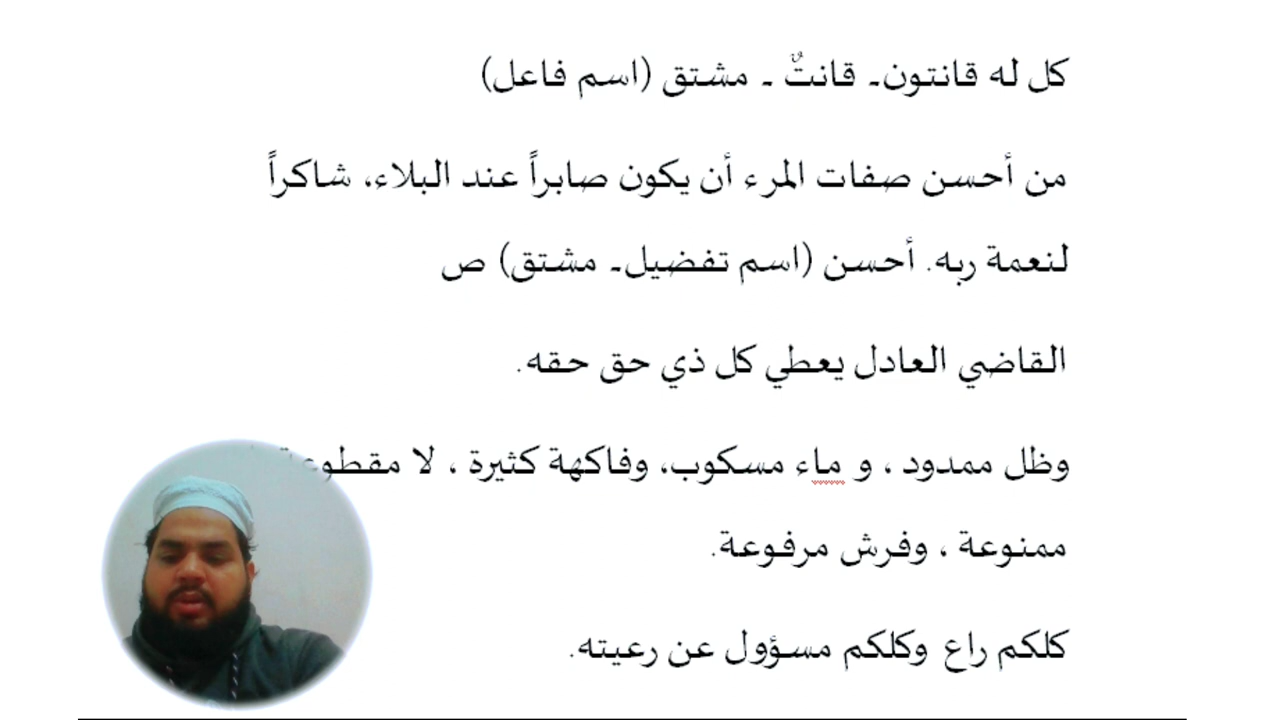 كل له قانتون۔ قانتٌ ۔ مشتق (اسم فاعل)
من أحسن صفات المرء أن يكون صابراً عند البلاء، شاكراً
لنعمة ربه. أحسن (اسم تفضيل۔ مشتق) ص
القاضي العادل يعطي كل ذي حق حقه.
وظل ممدود ، و ماء مسكوب، وفاكهة كثيرة ، لا مقطوعة
ممنوعة ، وفرش مرفوعة.
كلكم راع وكلكم مسؤول عن رعيته.